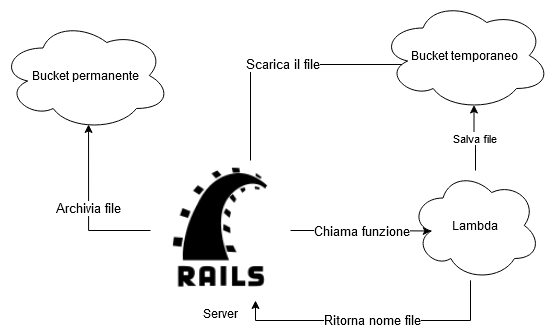 Bucket permanente
Scarica il file
Bucket temporaneo
Salva file
Archivia file
Chiama funzione
Lambda
RAILS
Server
Ritorna nome file